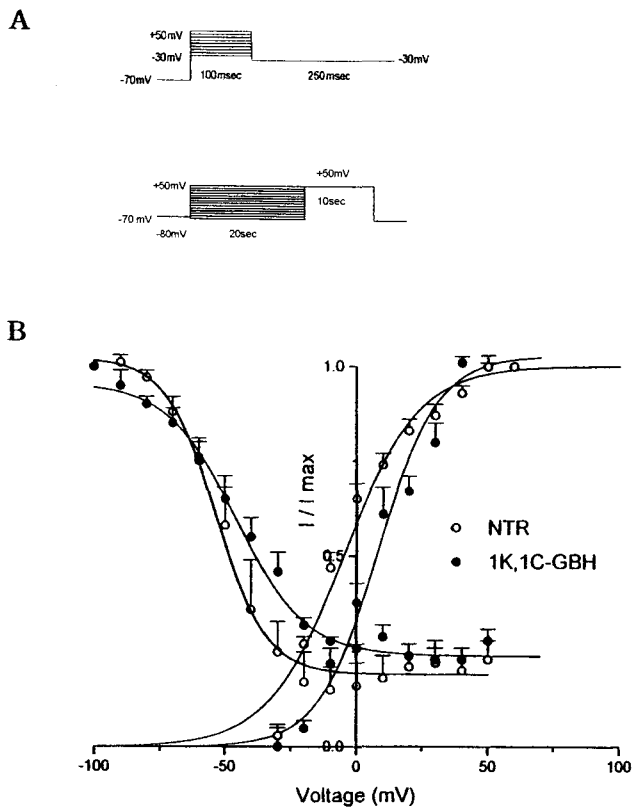 A
+50mV
-30mV
-30mV
-70mV
100msec
250msec
+50mV
+50mV
10sec
-70 mV
-80mV
20sec
B
1.0
I / I max
NTR
0.5
1K,1C-GBH
0.0
-100
-50
0
50
100
Voltage (mV)